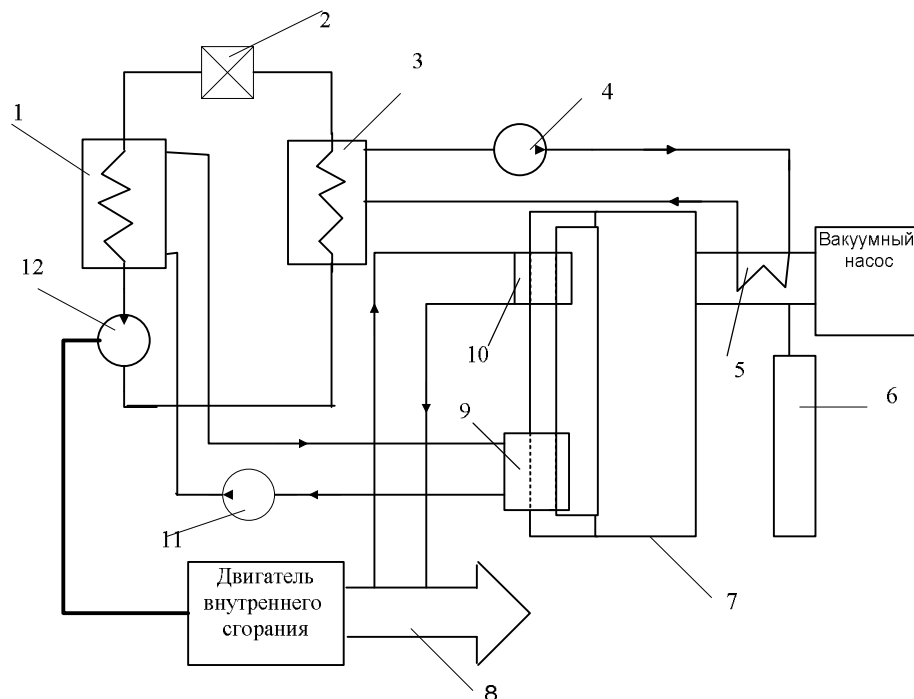 2
3
4
1
Вакуумный
насос
12
10
5
6
9
11
Двигатель
внутреннего
сгорания
7
8